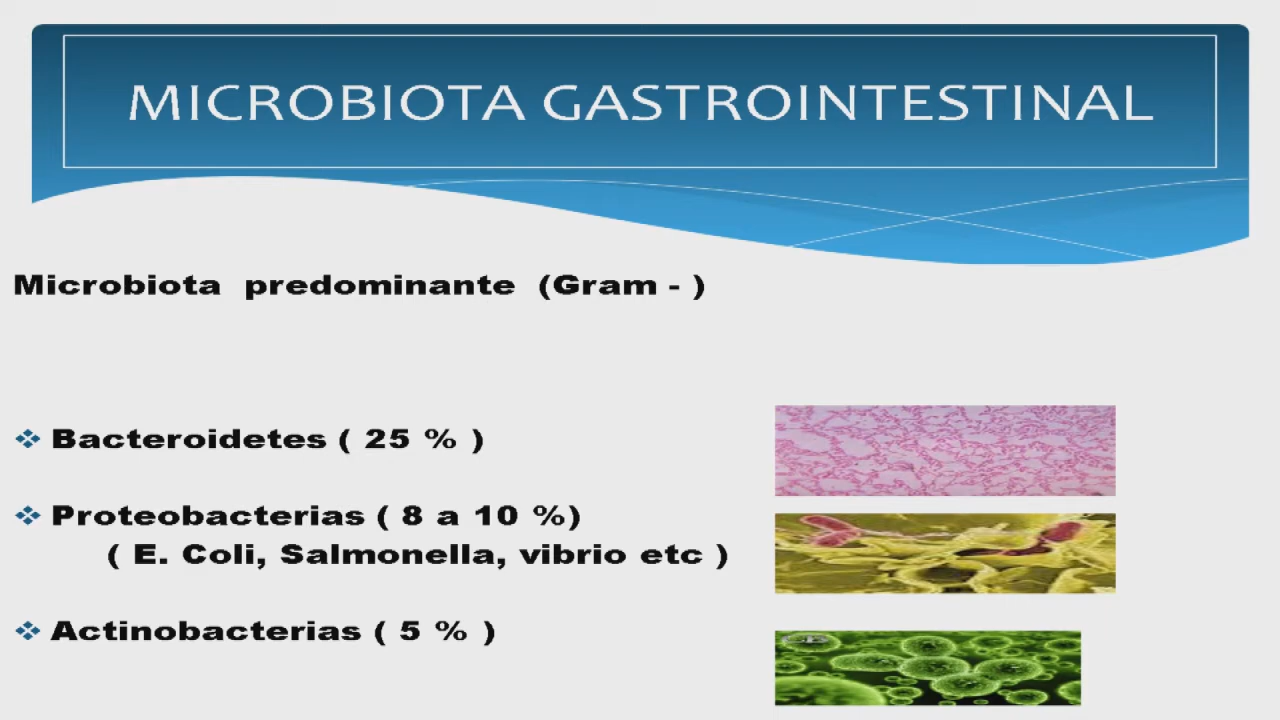 MICROBIOTA GASTROINTESTINAL
Microbiota predominante (Gram - )
Bacteroidetes ( 25 % )
Proteobacterias ( 8 a 10 %)
( E. Coli, Salmonella, vibrio etc )
Actinobacterias ( 5 % )